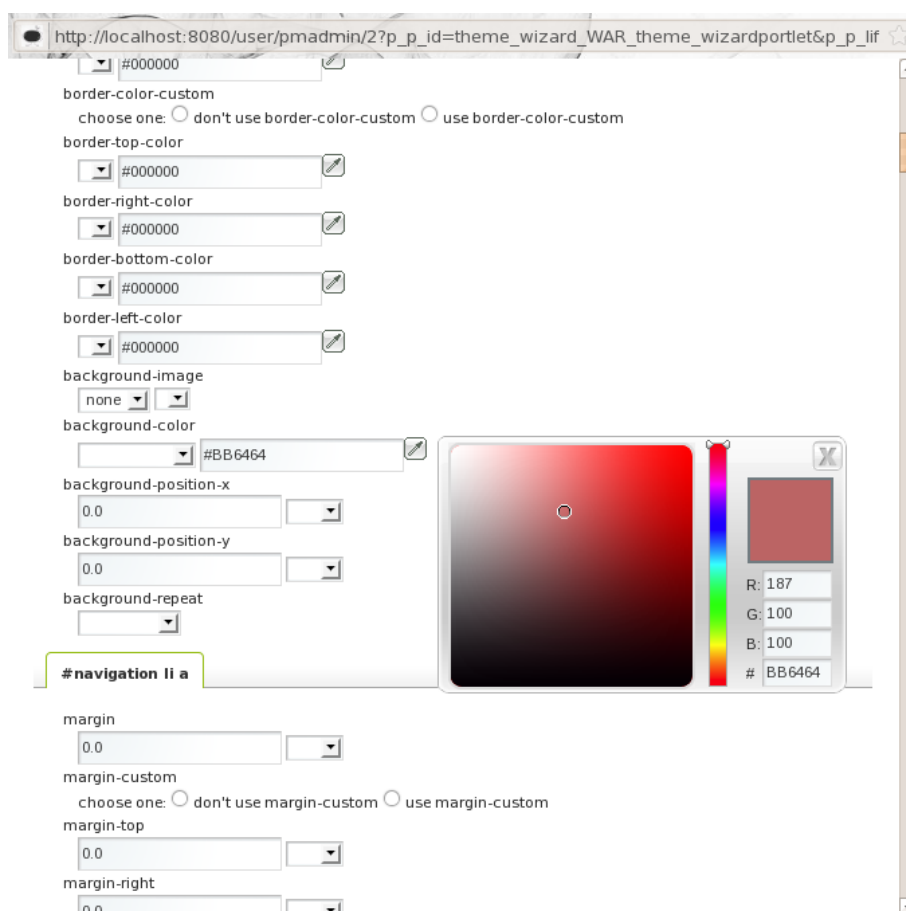 http://localhost:8080/user/pmadmin/2?p_p_id=theme_wizard_WAR_theme_wizardportlet&p_p_lif
#000000
border-color-custom
choose one: don't use border-color-custom use border-color-custom
border-top-color
#000000
border-right-color
#000000
border-bottom-color
#000000
border-left-color
#000000
background-image
none
background-color
#BB6464
X
background-position-x
0.0
background-position-y
0.0
background-repeat
R: 187
G: 100
B: 100
# BB6464
#navigation li a
margin
0.0
margin-custom
choose one: don't use margin-custom use margin-custom
margin-top
0.0
margin-right
0.0